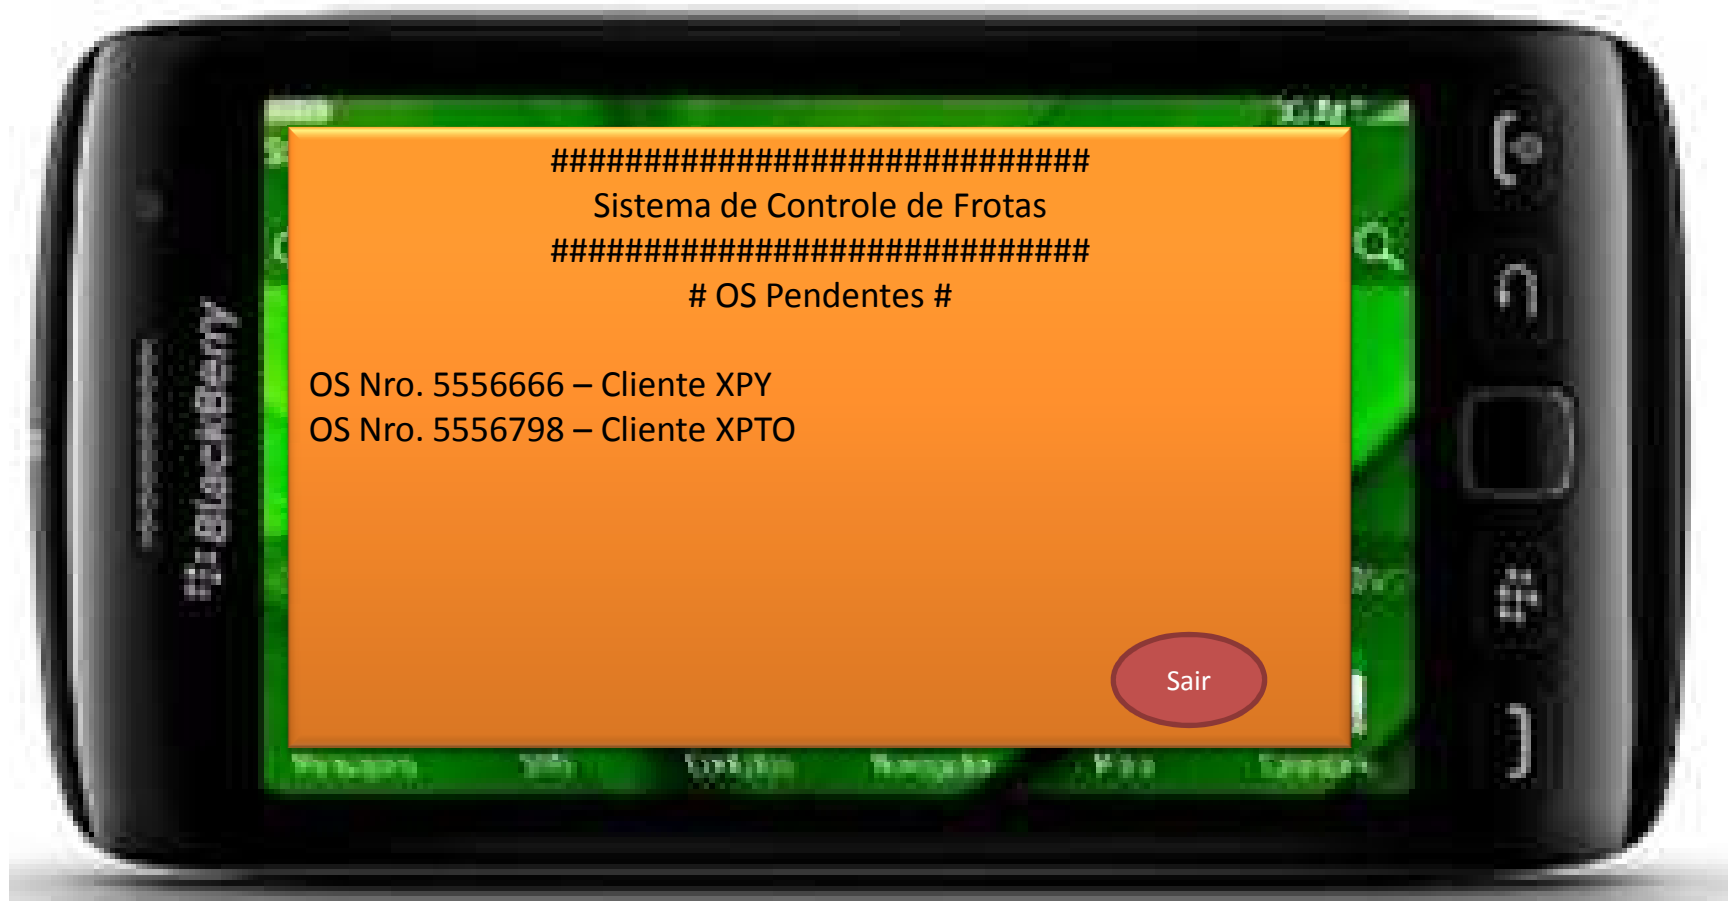 #############################
Sistema de Controle de Frotas
#############################
# OS Pendentes #
OS Nro. 5556666 – Cliente XPY
OS Nro. 5556798 – Cliente XPTO
Sair
BlackBerry